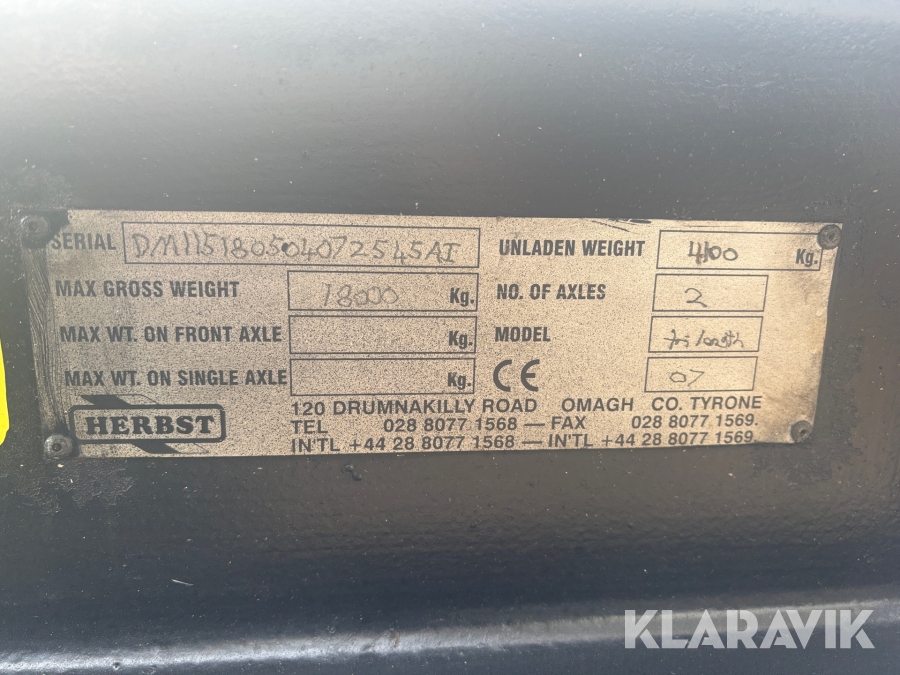 SERIAL DM115180504072545AI UNLADEN WEIGHT 4100 Kg.
MAX GROSS WEIGHT 18000 Kg. NO. OF AXLES 2
MAX WT. ON FRONT AXLE Kg. MODEL
MAX WT. ON SINGLE AXLE Kg. CE 07
HERBST
120 DRUMNAKILLY ROAD OMAGH CO. TYRONE
TEL 028 8077 1568 — FAX 028 8077 1569.
IN'TL +44 28 8077 1568 — IN'TL +44 28 8077 1569.
KLARAVIK